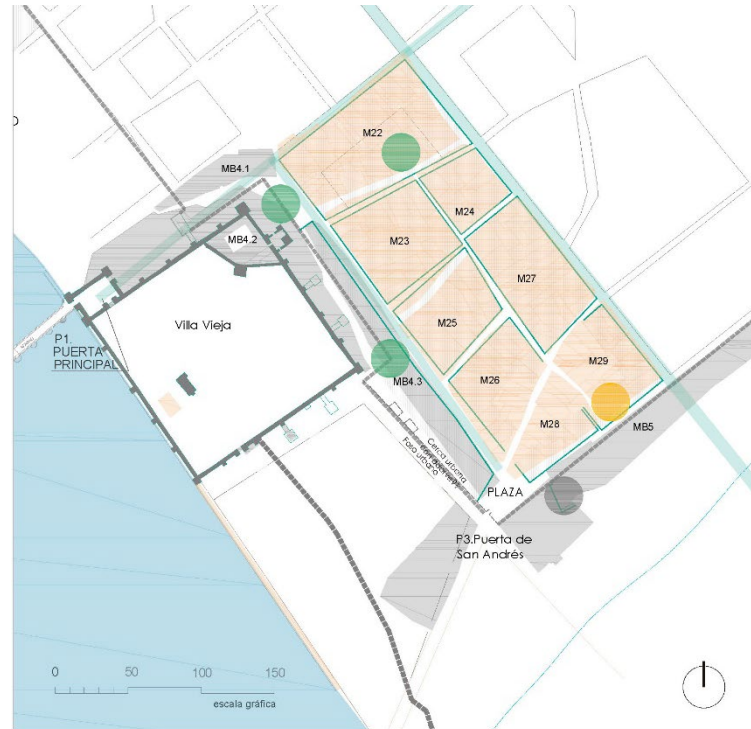 M22
MB4.1
M24
MB4.2
M23
M27
Villa Vieja
M25
P1.
PUERTA
PRINCIPAL
M29
MB4.3
M26
M28
MB5
Cerca urbana
Foso urbano
PLAZA
P3.Puerta de
San Andrés
0 50 100 150
escala gráfica